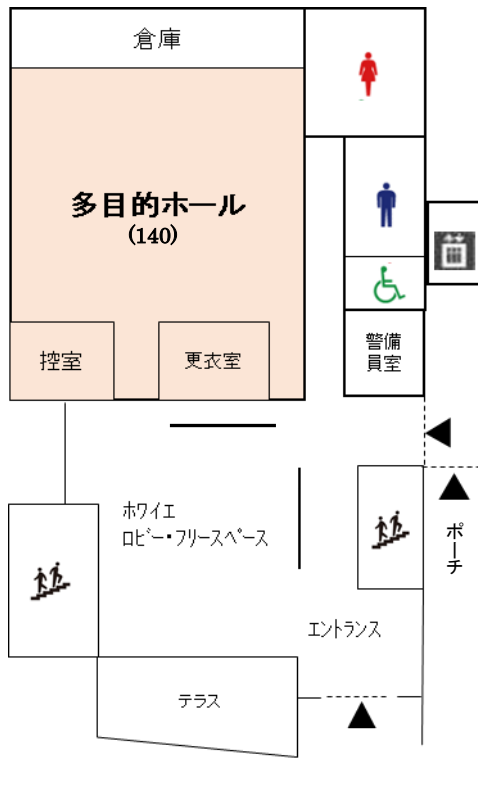 倉庫
多目的ホール
(140)
控室
更衣室
警備
員室
ホワイエ
ロビー・フリースペース
ポーチ
エントランス
テラス